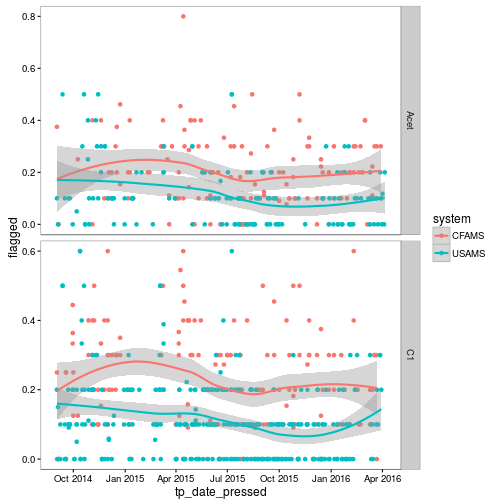 0.8
0.6
0.4
0.2
0.0
Acet
flagged
system
CFAMS
USAMS
0.6
0.4
0.2
0.0
C1
Oct 2014
Jan 2015
Apr 2015
Jul 2015
Oct 2015
Jan 2016
Apr 2016
tp_date_pressed